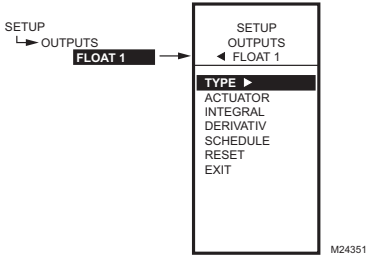 SETUP
OUTPUTS
FLOAT 1
SETUP
OUTPUTS
◄ FLOAT 1
TYPE ►
ACTUATOR
INTEGRAL
DERIVATIV
SCHEDULE
RESET
EXIT
M24351